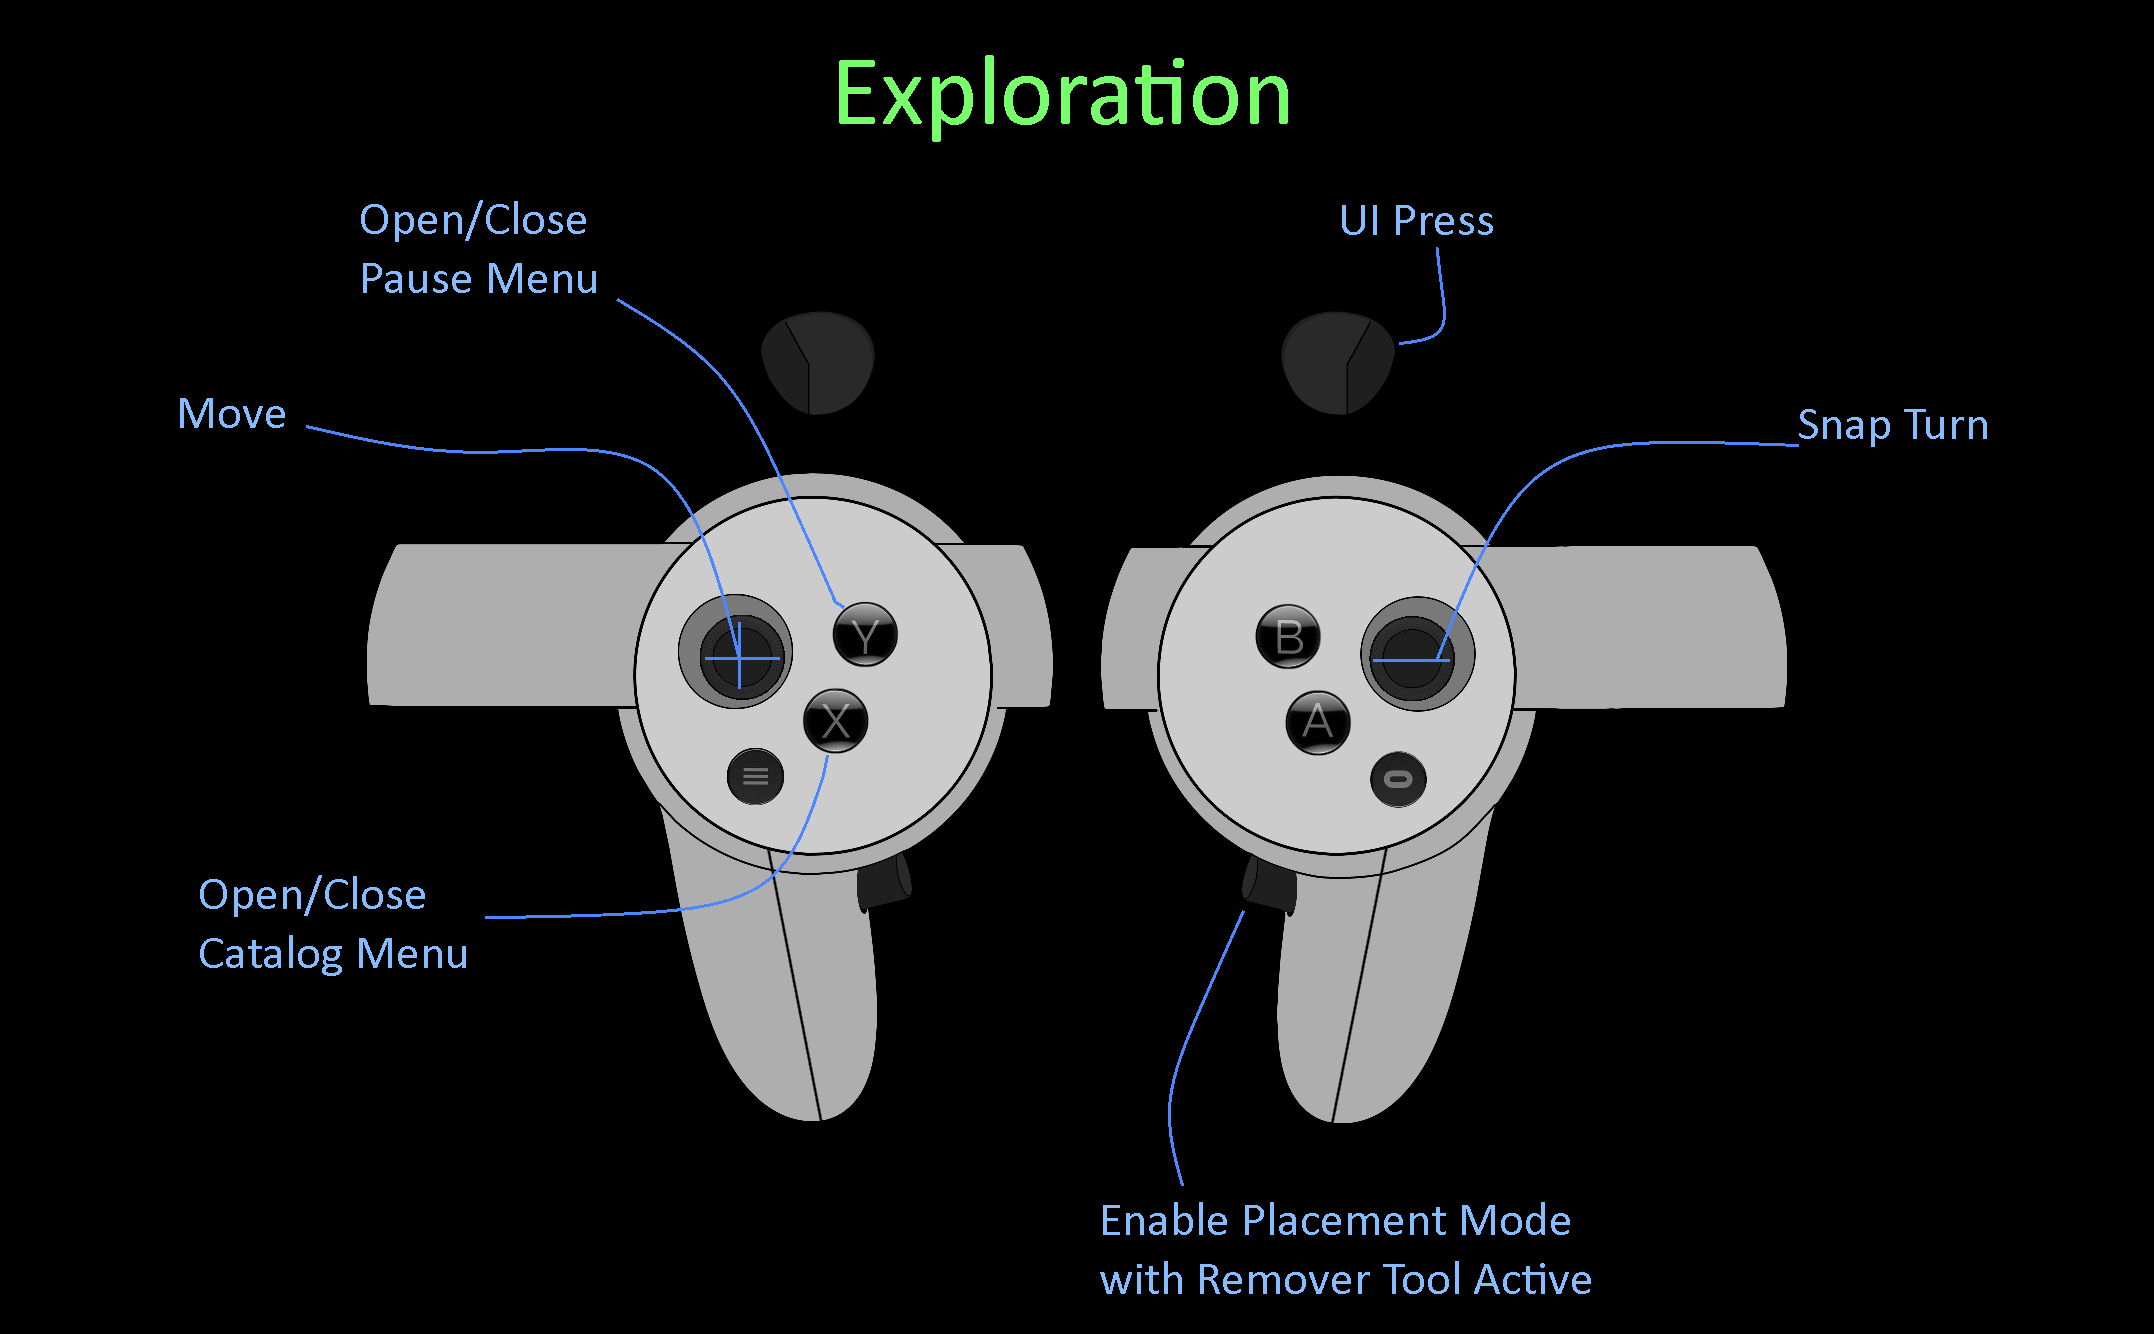 Exploration
Open/Close
Pause Menu
UI Press
Move
Snap Turn
Y
B
X
A
Open/Close
Catalog Menu
Enable Placement Mode
with Remover Tool Active